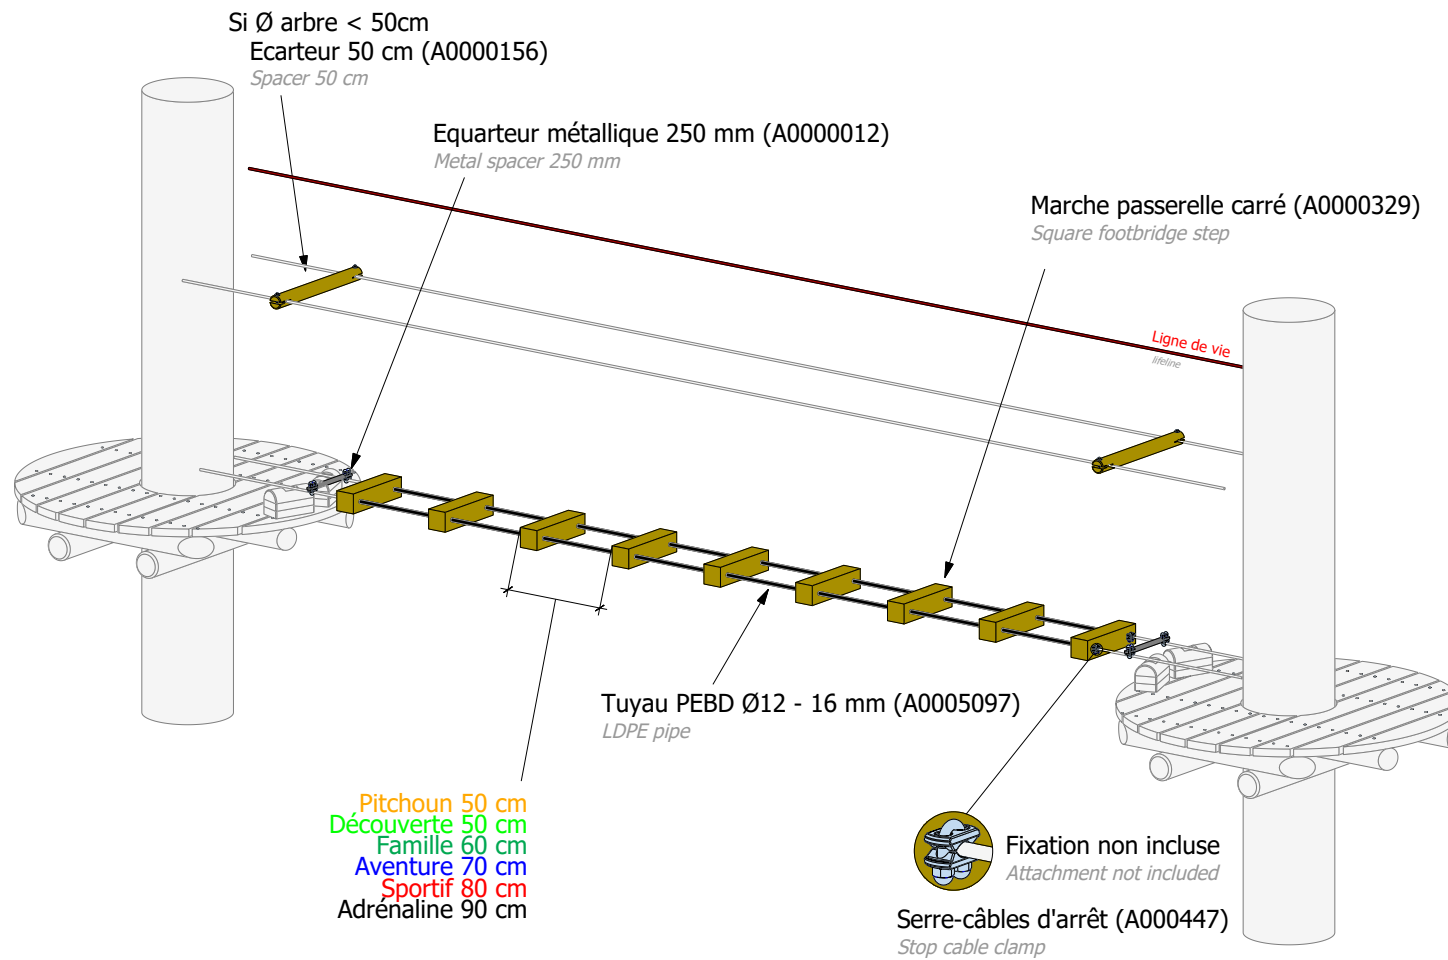 Si Ø arbre < 50cm
Ecarteur 50 cm (A0000156)
Spacer 50 cm
Equarteur métallique 250 mm (A0000012)
Metal spacer 250 mm
Marche passerelle carré (A0000329)
Square footbridge step
Ligne de vie
lifeline
Tuyau PEBD Ø12 - 16 mm (A0005097)
LDPE pipe
Pitchoun 50 cm
Découverte 50 cm
Famille 60 cm
Aventure 70 cm
Sportif 80 cm
Adrénaline 90 cm
Fixation non incluse
Attachment not included
Serre-câbles d'arrêt (A000447)
Stop cable clamp